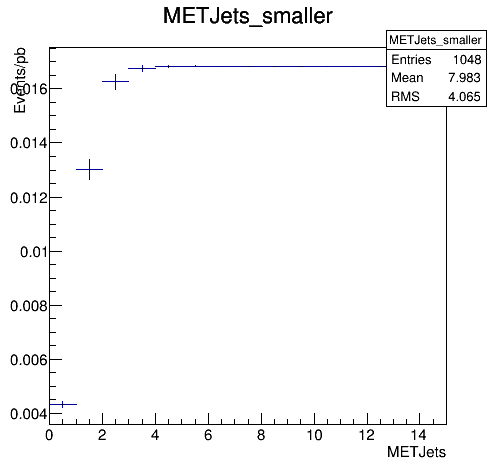 METJets_smaller
METJets_smaller
Entries 1048
Mean 7.983
RMS 4.065
Events/pb
0.016
0.014
0.012
0.01
0.008
0.006
0.004
0 2 4 6 8 10 12 14
METJets